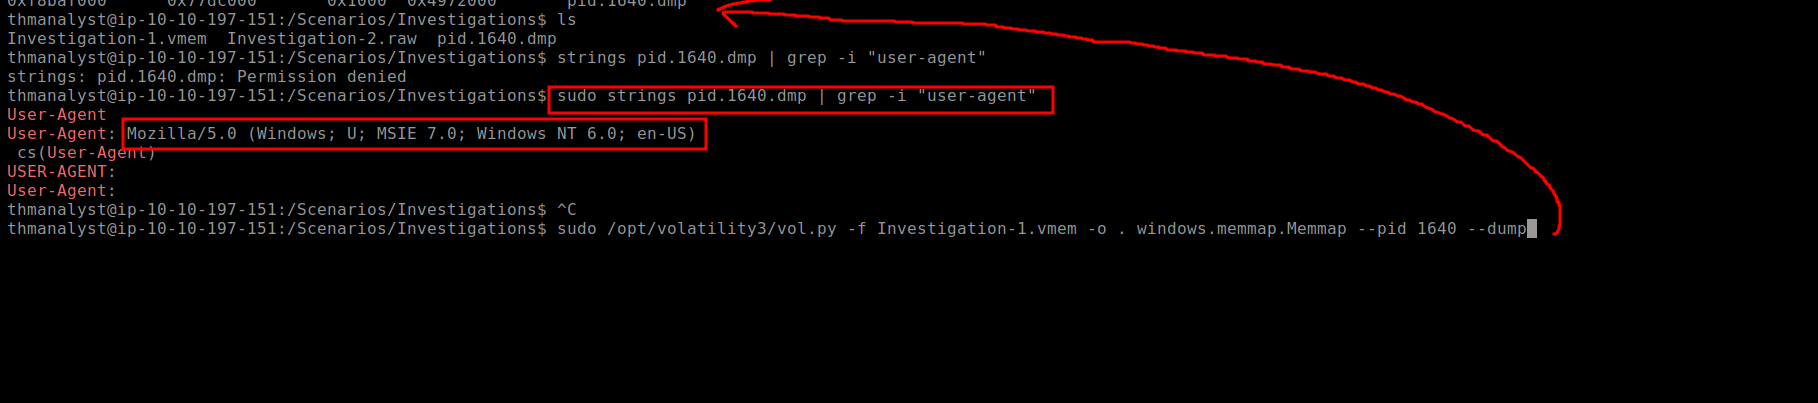 0xf8baf000      0x77dc000       0x1000  0x4972000       pid.1640.dmp
thmanalyst@ip-10-10-197-151:/Scenarios/Investigations$ ls
Investigation-1.vmem  Investigation-2.raw  pid.1640.dmp
thmanalyst@ip-10-10-197-151:/Scenarios/Investigations$ strings pid.1640.dmp | grep -i "user-agent"
strings: pid.1640.dmp: Permission denied
thmanalyst@ip-10-10-197-151:/Scenarios/Investigations$ sudo strings pid.1640.dmp | grep -i "user-agent"
User-Agent
User-Agent: Mozilla/5.0 (Windows; U; MSIE 7.0; Windows NT 6.0; en-US)
 cs(User-Agent)
USER-AGENT:
User-Agent:
thmanalyst@ip-10-10-197-151:/Scenarios/Investigations$ ^C
thmanalyst@ip-10-10-197-151:/Scenarios/Investigations$ sudo /opt/volatility3/vol.py -f Investigation-1.vmem -o . windows.memmap.Memmap --pid 1640 --dump